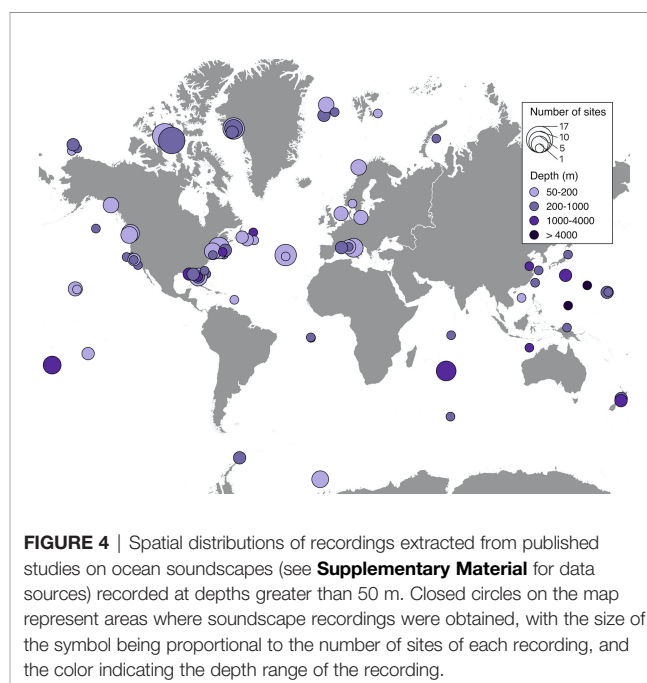 Number of sites
17
10
5
1
Depth (m)
50-200
200-1000
1000-4000
> 4000
FIGURE 4 | Spatial distributions of recordings extracted from published
studies on ocean soundscapes (see Supplementary Material for data
sources) recorded at depths greater than 50 m. Closed circles on the map
represent areas where soundscape recordings were obtained, with the size of
the symbol being proportional to the number of sites of each recording, and
the color indicating the depth range of the recording.